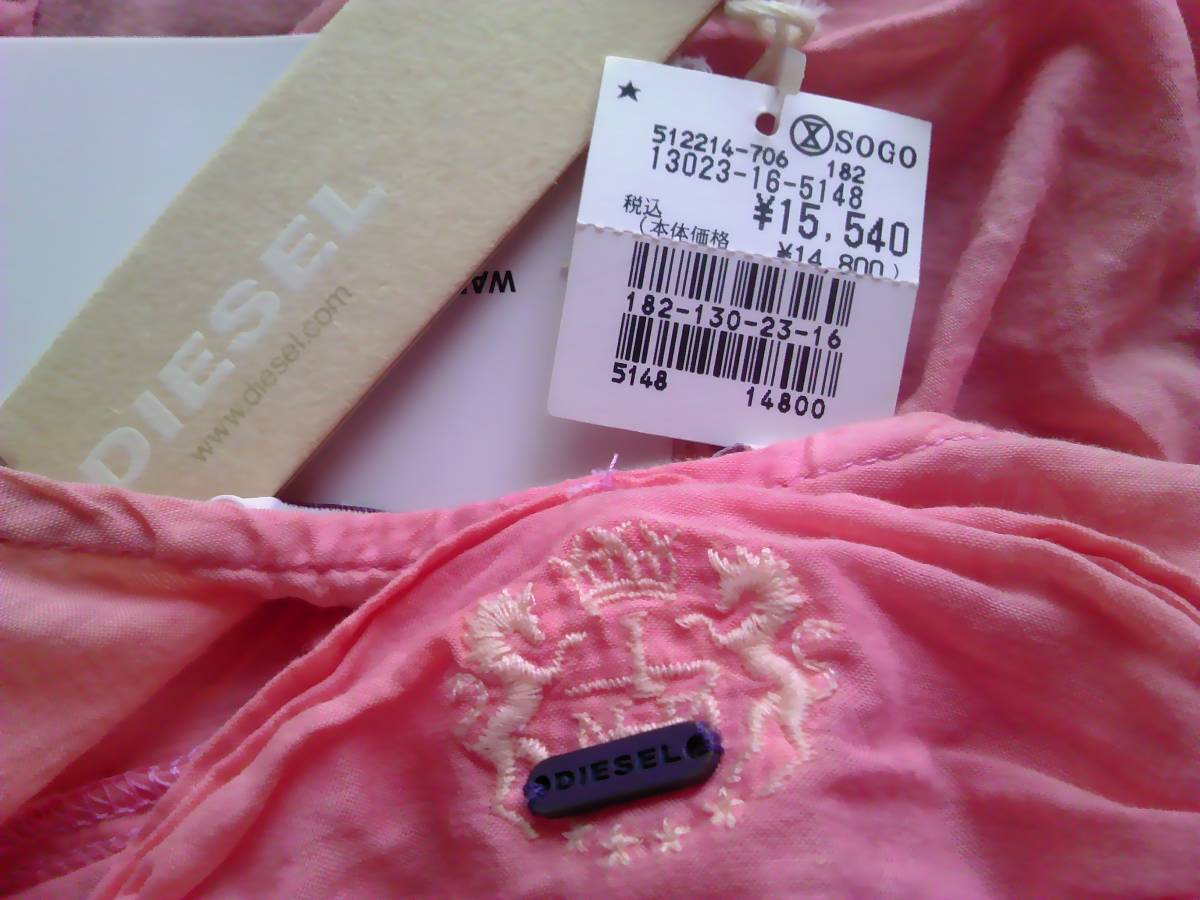 DIESEL
www.diesel.com
★
SOGO
512214-706 182
13023-16-5148
税込 ¥15,540
(本体価格 ¥14,800)
182-130-23-16
5148 14800
DIESEL